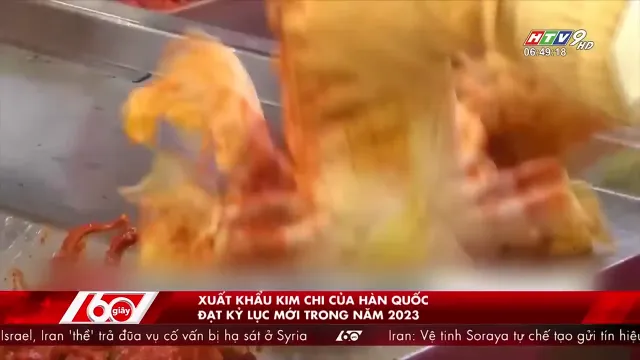 HTV9 HD
06:49:18
XUẤT KHẨU KIM CHI CỦA HÀN QUỐC
ĐẠT KỶ LỤC MỚI TRONG NĂM 2023
60 giây
Israel, Iran 'thề' trả đũa vụ cố vấn bị hạ sát ở Syria 60 Iran: Vệ tinh Soraya tự chế tạo gửi tín hiệu